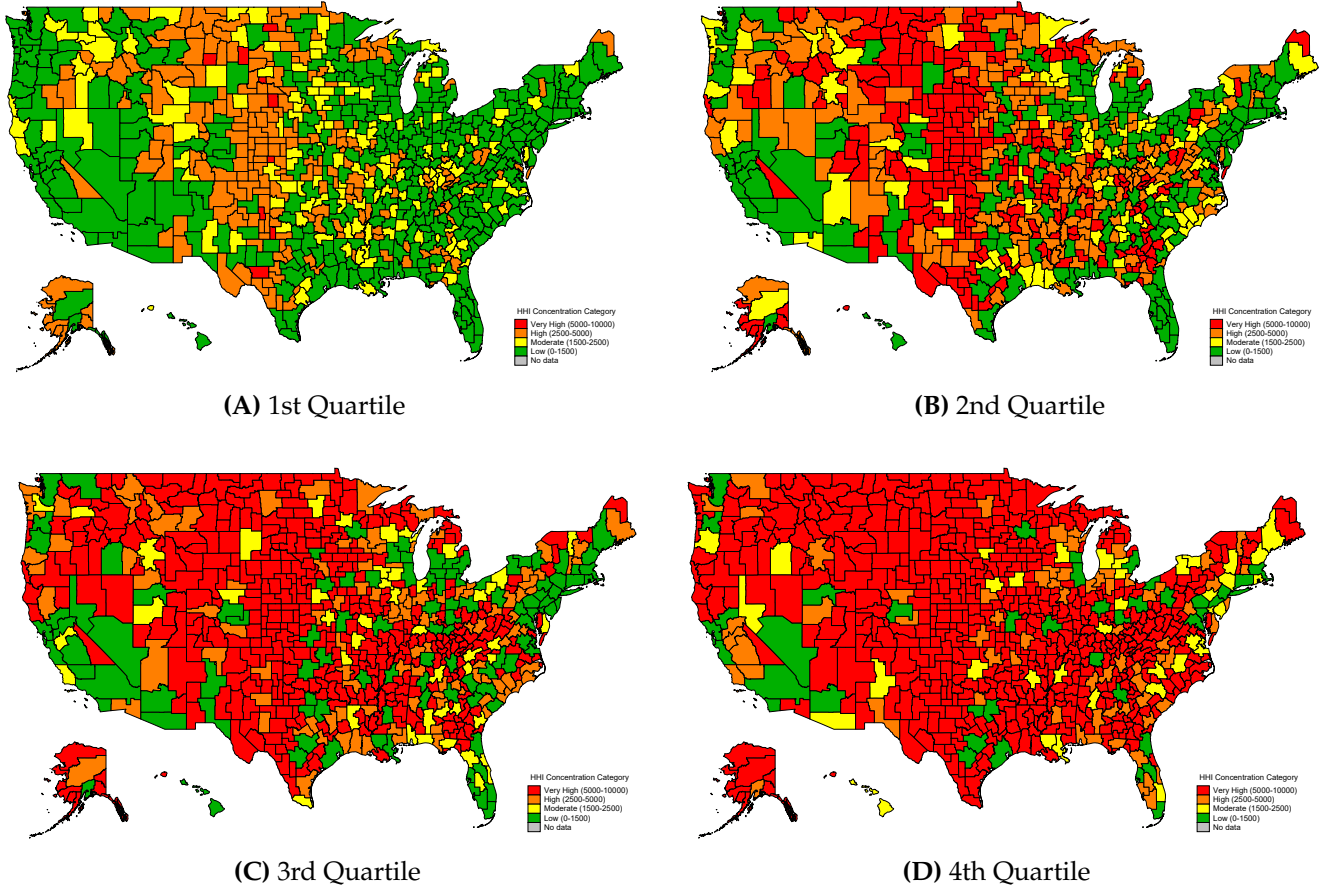 HHI Concentration Category
Very High (5000-10000)
High (2500-5000)
Moderate (1500-2500)
Low (0-1500)
No data
(A) 1st Quartile
HHI Concentration Category
Very High (5000-10000)
High (2500-5000)
Moderate (1500-2500)
Low (0-1500)
No data
(B) 2nd Quartile
HHI Concentration Category
Very High (5000-10000)
High (2500-5000)
Moderate (1500-2500)
Low (0-1500)
No data
(C) 3rd Quartile
HHI Concentration Category
Very High (5000-10000)
High (2500-5000)
Moderate (1500-2500)
Low (0-1500)
No data
(D) 4th Quartile